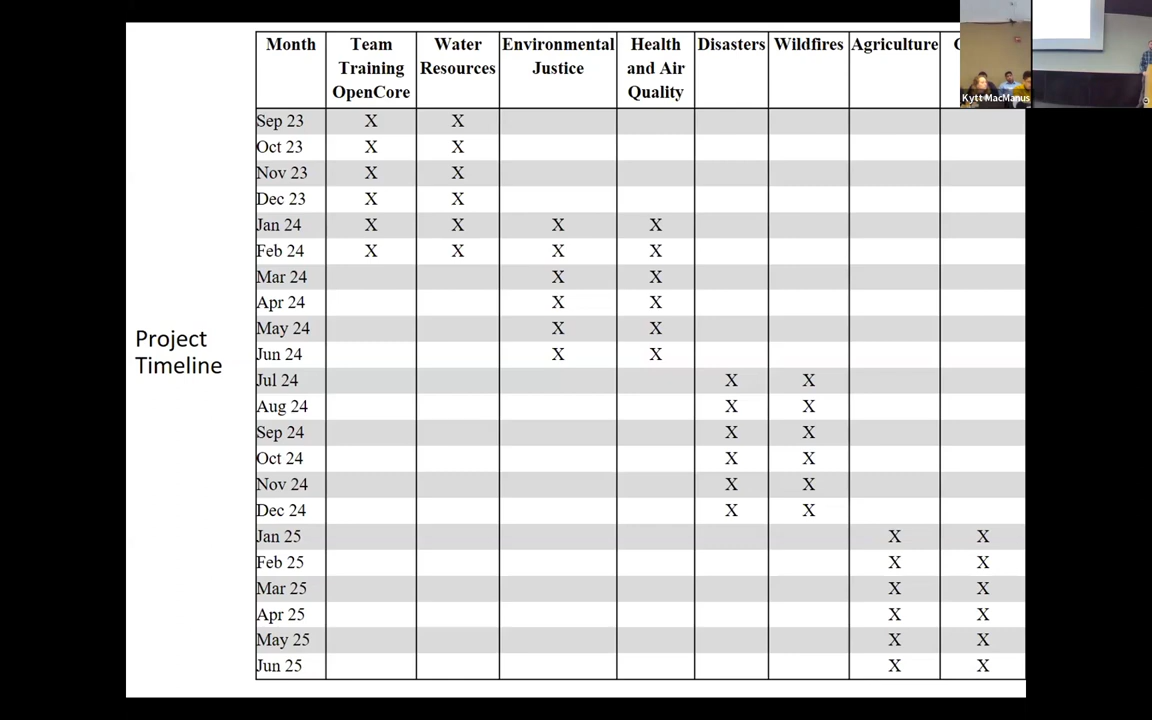 Month Team Training OpenCore Water Resources Environmental Justice Health and Air Quality Disasters Wildfires Agriculture
Sep 23 X X
Oct 23 X X
Nov 23 X X
Dec 23 X X
Jan 24 X X X X
Feb 24 X X X X
Mar 24 X X
Apr 24 X X
May 24 X X
Jun 24 X X
Jul 24 X X
Aug 24 X X
Sep 24 X X
Oct 24 X X
Nov 24 X X
Dec 24 X X
Jan 25 X X
Feb 25 X X
Mar 25 X X
Apr 25 X X
May 25 X X
Jun 25 X X
Project
Timeline
Kytt MacManus